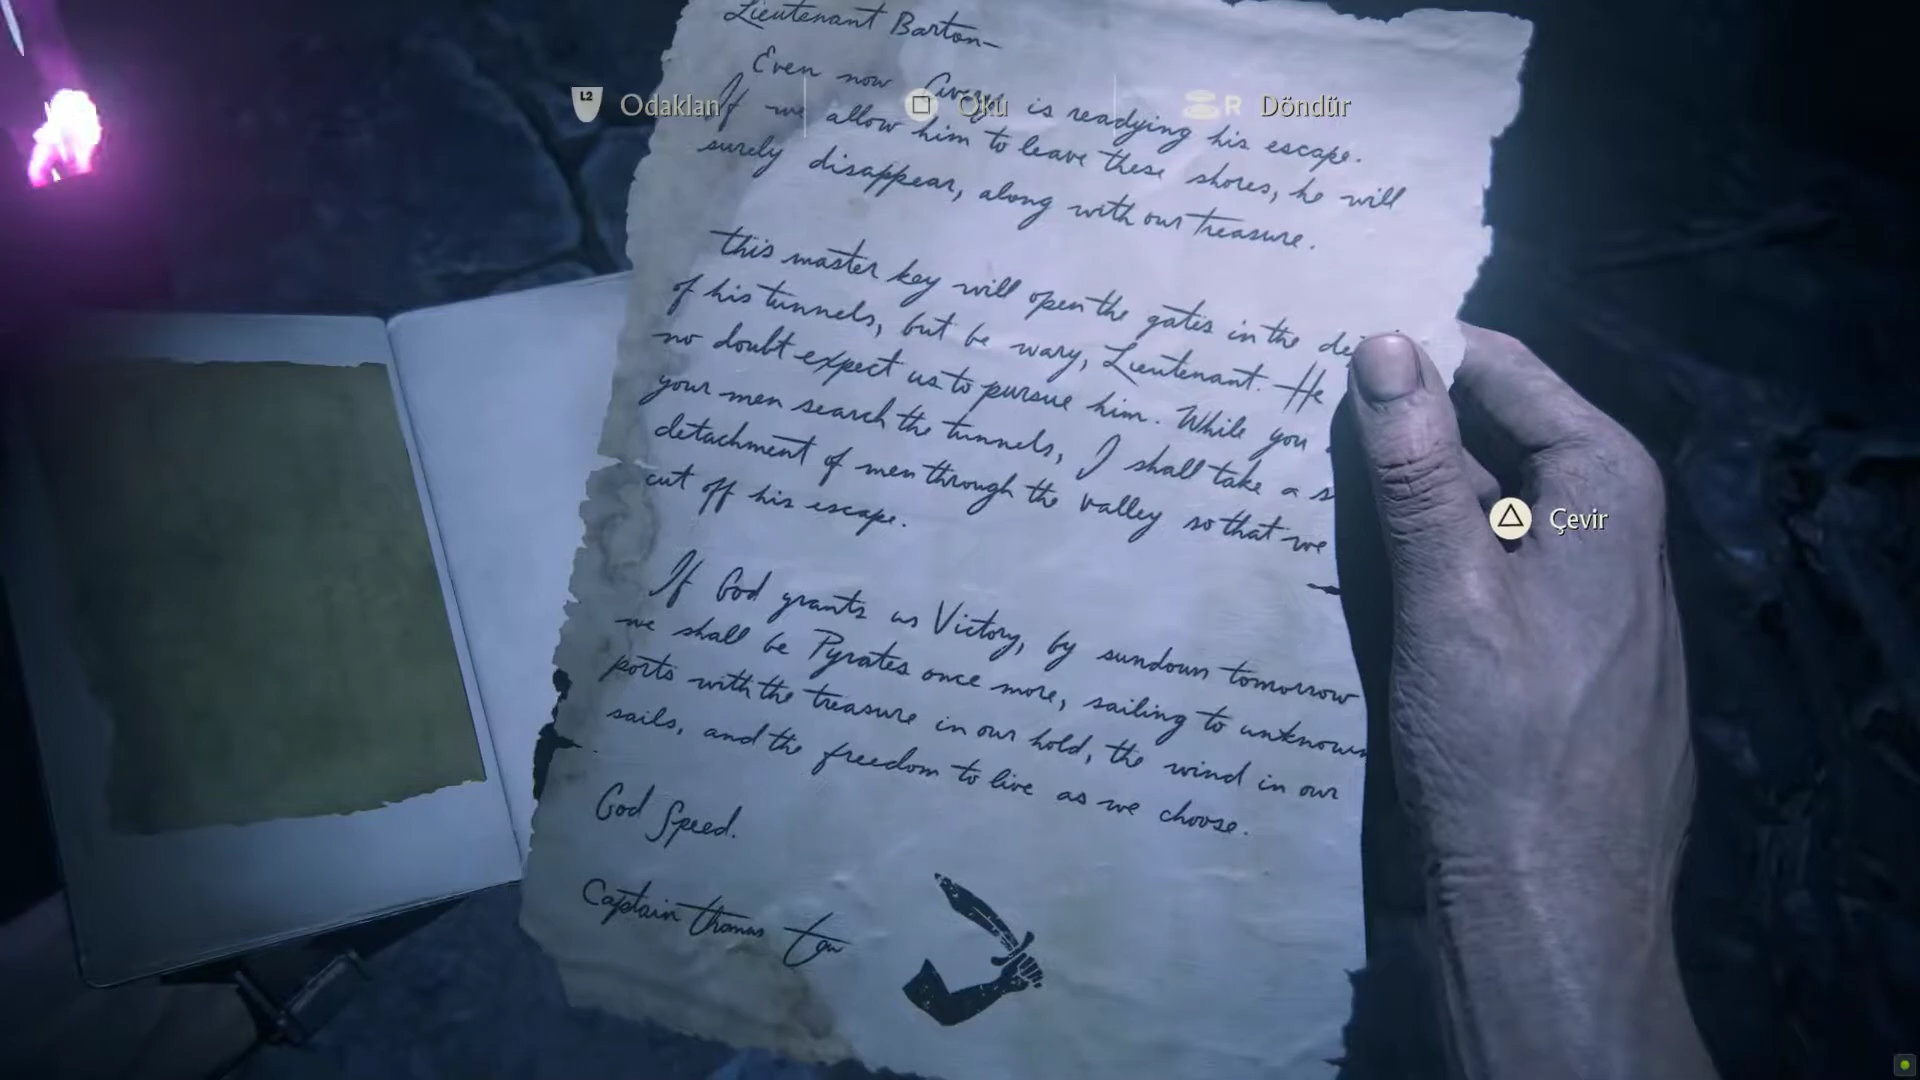 Lieutenant Barton—
Even now Avery is readying his escape.
If we allow him to leave these shores, he will
surely disappear, along with our treasure.
this master key will open the gates in the
of his tunnels, but be wary, Lieutenant. He
no doubt expect us to pursue him. While you
your men search the tunnels, I shall take a
detachment of men through the valley so that we
cut off his escape.
If God grants us Victory, by sundown tomorrow
we shall be Pyrates once more, sailing to unknown
ports with the treasure in our hold, the wind in our
sails, and the freedom to live as we choose.
God Speed.
Captain Thomas Tew
L2 Odaklan
Oku
R Döndür
Çevir